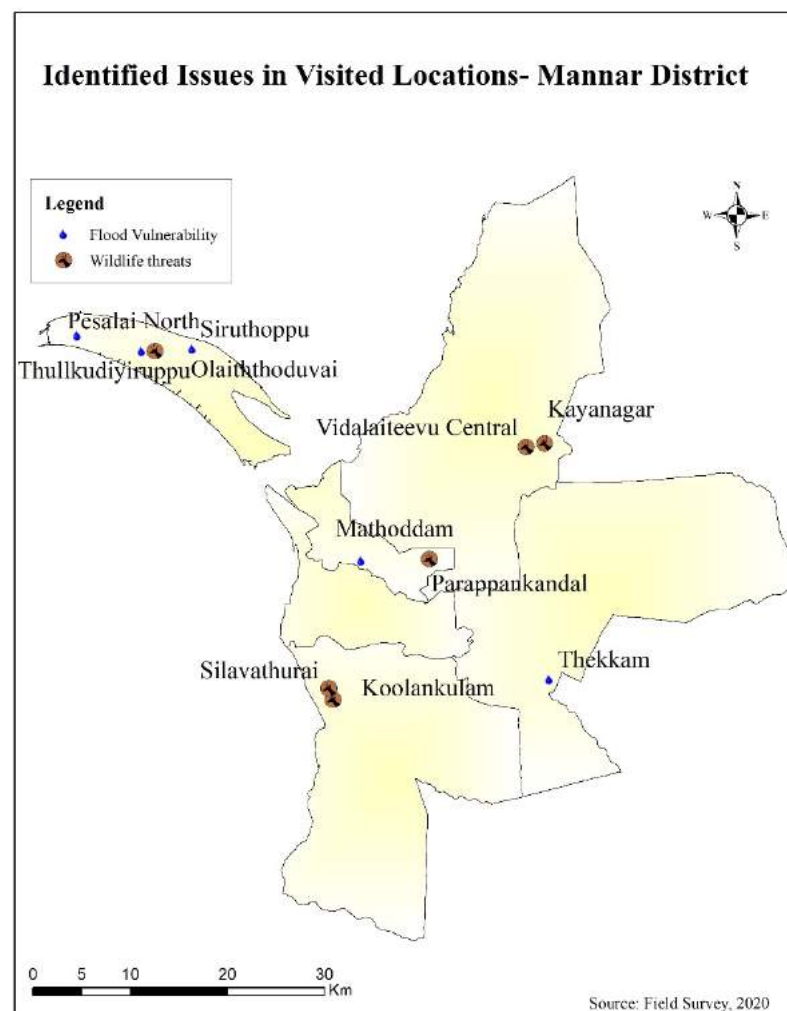 Identified Issues in Visited Locations- Mannar District
N
W E
S
Legend
Flood Vulnerability
Wildlife threats
Pesalai North
Siruthoppu
Thullkudiyiruppu
Olaiththoduvai
Kayanagar
Vidalaiteevu Central
Mathoddam
Parappankandal
Thekkam
Silavathurai
Koolankulam
0 5 10 20 30
Km
Source: Field Survey, 2020